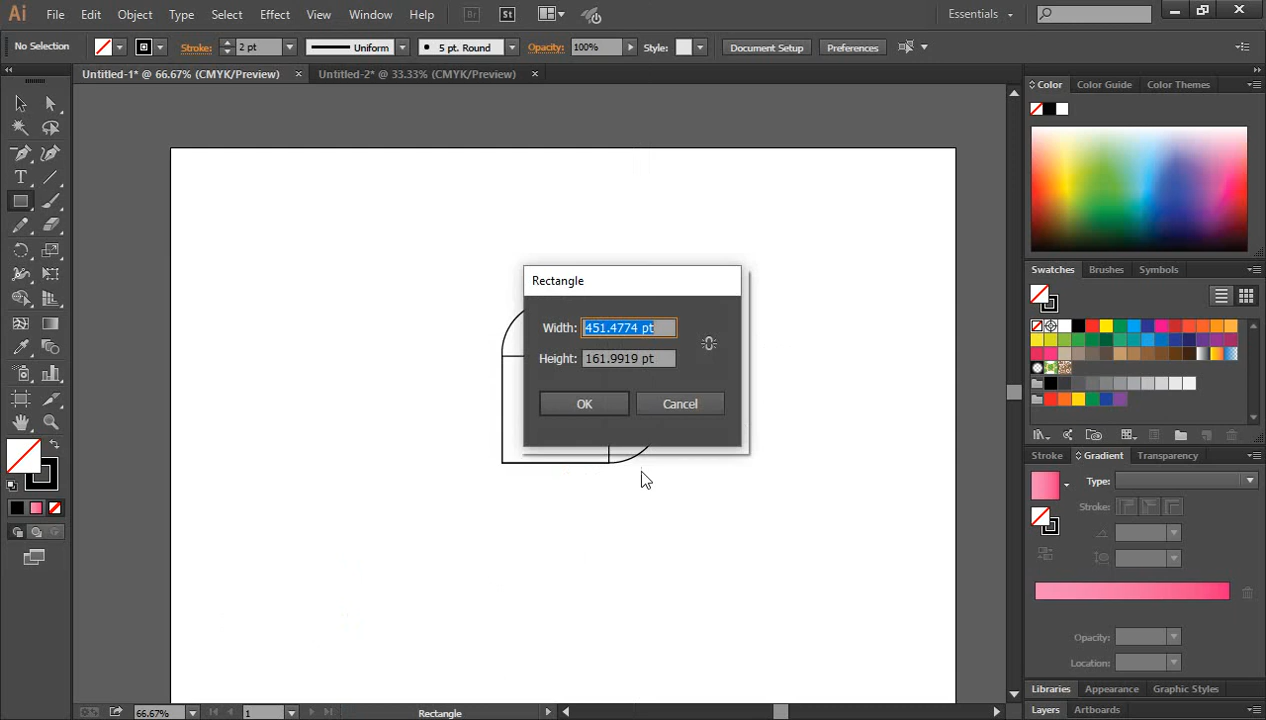 Ai File Edit Object Type Select Effect View Window Help Br St Essentials
No Selection Stroke: 2 pt Uniform 5 pt. Round Opacity: 100% Style: Document Setup Preferences
Untitled-1* @ 66.67% (CMYK/Preview) × Untitled-2* @ 33.33% (CMYK/Preview) ×
Color Color Guide Color Themes
Swatches Brushes Symbols
Rectangle
Width: 451.4774 pt
Height: 161.9919 pt
OK Cancel
Stroke Gradient Transparency
Type:
Stroke:
Opacity:
Location:
Libraries Appearance Graphic Styles
Layers Artboards
66.67% 1 Rectangle